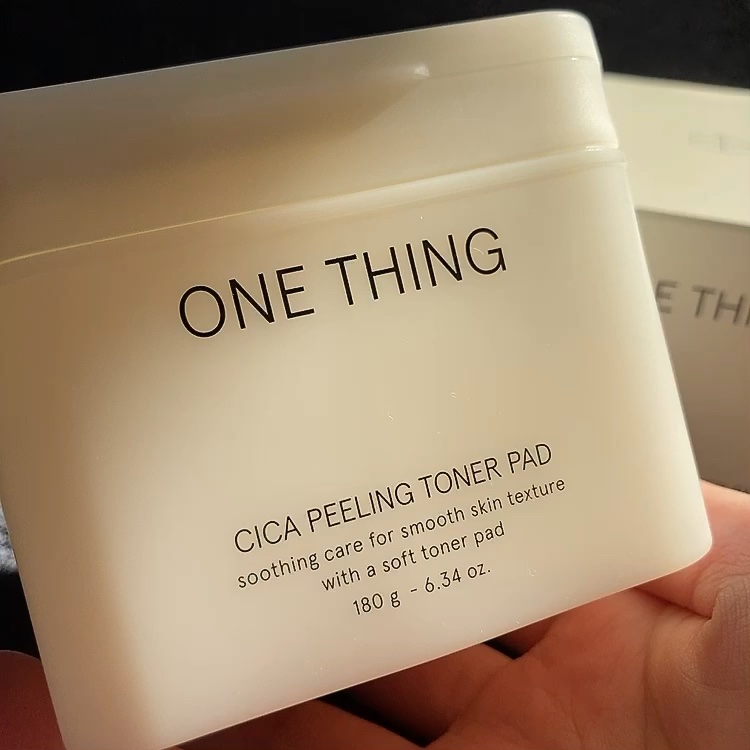 ONE THING
CICA PEELING TONER PAD
soothing care for smooth skin texture
with a soft toner pad
180 g - 6.34 oz.